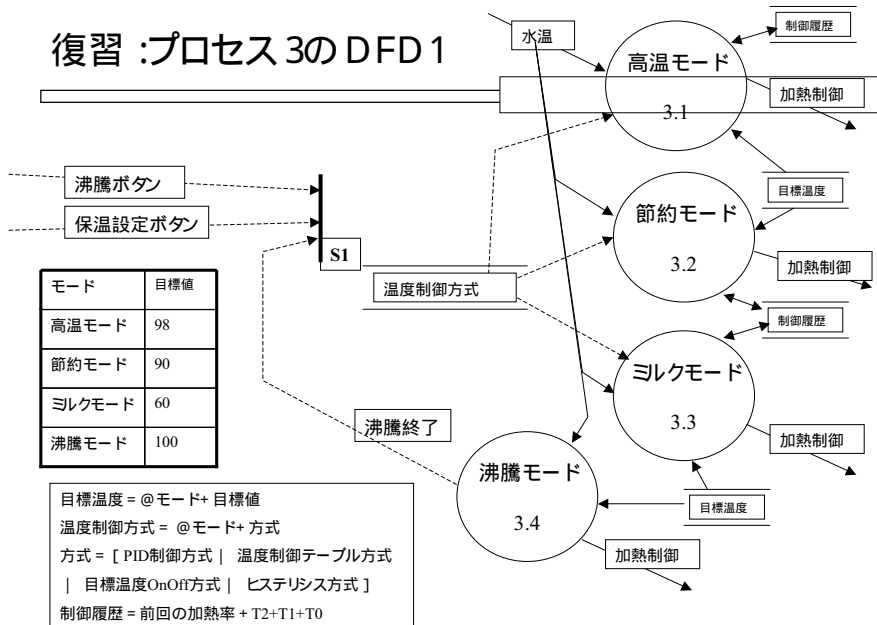 復習 :プロセス3のDFD1
水温
制御履歴
高温モード
3.1
加熱制御
沸騰ボタン
保温設定ボタン
S1
目標温度
節約モード
3.2
加熱制御
温度制御方式
制御履歴
モード 目標値
高温モード 98
節約モード 90
ミルクモード 60
沸騰モード 100
ミルクモード
3.3
加熱制御
沸騰終了
沸騰モード
3.4
目標温度
加熱制御
目標温度 = @モード+ 目標値
温度制御方式 = @モード+ 方式
方式 = [ PID制御方式 | 温度制御テーブル方式
| 目標温度OnOff方式 | ヒステリシス方式 ]
制御履歴 = 前回の加熱率 + T2+T1+T0